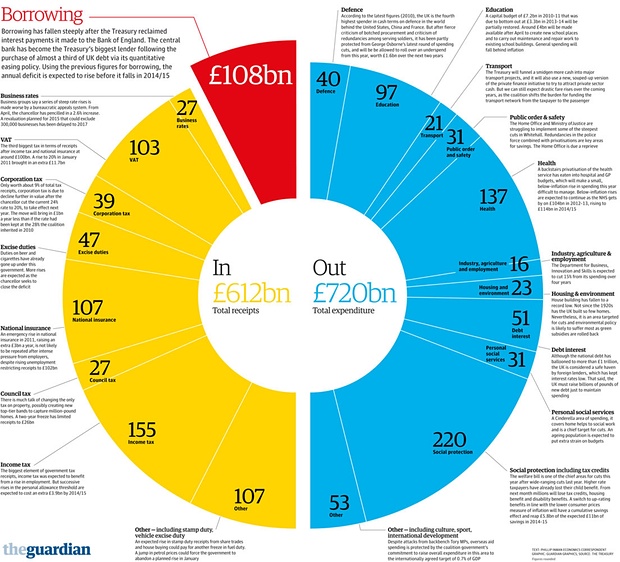 Borrowing
Borrowing has fallen steeply after the Treasury reclaimed
interest payments it made to the Bank of England. The central
bank has become the Treasury's biggest lender following the
purchase of almost a third of UK debt via its quantitative
easing policy. Using the previous figures for borrowing, the
annual deficit is expected to rise before it falls in 2014/15
£108bn
Business rates
Business groups say a series of steep rate rises is
made worse by a bureaucratic appeals system. From
April, the chancellor has pencilled in a 2.6% increase.
A revaluation planned for 2015 that could exclude
300,000 businesses has been delayed to 2017
27
Business
rates
VAT
The third biggest tax in terms of receipts
after income tax and national insurance at
around £100bn. A rise to 20% in January
2011 brought in an extra £11.7bn
103
VAT
Corporation tax
Only worth about 9% of total tax
receipts, corporation tax is due to
decline further in value after the
chancellor cut the current 24%
rate to 20%, to take effect next
year. The move will bring in £1bn
a year less than if the rate had
been kept at the 28% the coalition
inherited in 2010
39
Corporation tax
Excise duties
Duties on beer and
cigarettes have already
gone up under this
government. More rises
are expected as the
chancellor seeks to
close the deficit
47
Excise duties
National insurance
An emergency rise in national
insurance in 2011, raising an
extra £3bn a year, is not likely
to be repeated after intense
pressure from employers,
despite rising unemployment
restricting receipts to £102bn
107
National insurance
Council tax
There is much talk of changing the only
tax on property, possibly creating new
top-tier bands to capture million-pound
homes. A two-year freeze has limited
receipts to £26bn
27
Council tax
Income tax
The biggest element of government tax
receipts, income tax was expected to benefit
from a rise in employment. But successive
rises in the personal allowance threshold are
expected to cost an extra £1.9bn by 2014/15
155
Income tax
107
Other
Other – including stamp duty,
vehicle excise duty
An expected rise in stamp duty receipts from share trades
and house buying could pay for another freeze in fuel duty.
A jump in petrol prices could force the government to
abandon a planned rise in January
In
£612bn
Total receipts
Out
£720bn
Total expenditure
Defence
According to the latest figures (2010), the UK is the fourth
highest spender in cash terms on defence in the world
behind the United States, China and France. But after fierce
criticism of botched procurement and criticism of
redundancies among serving soldiers, it has been partly
protected from George Osborne's latest round of spending
cuts, and will be allowed to roll over an underspend
from this year, worth £1.6bn over the next two years
40
Defence
Education
A capital budget of £7.2bn in 2010-11 that was
due to bottom out at £3.3bn in 2013-14 will be
partially restored. Around £4bn will be made
available after April to create new school places
and to carry out maintenance and repair work to
existing school buildings. General spending will
fall behind inflation
97
Education
Transport
The Treasury will funnel a smidgen more cash into major
transport projects, and it will also use a new, souped-up version
of the private finance initiative to try to attract private sector
cash. But we can still expect drastic fare rises over the coming
years, as the coalition shifts the burden for funding the
transport network from the taxpayer to the passenger
21
Transport
Public order & safety
The Home Office and Ministry of Justice are
struggling to implement some of the steepest
cuts in Whitehall. Redundancies in the police
force combined with privatisations are key areas
for savings. The Home Office is due a reprieve
31
Public order
and safety
Health
A backstairs privatisation of the health
service has eaten into hospital and GP
budgets, which will make a small,
below-inflation rise in spending this year
difficult to manage. Below-inflation rises
are expected to continue as the NHS gets
by on £104bn in 2012-13, rising to
£114bn in 2014/15
137
Health
Industry, agriculture &
employment
The Department for Business,
Innovation and Skills is expected
to cut 15% from its spending over
four years
Industry, agriculture
and employment 16
Housing & environment
House building has fallen to a
record low. Not since the 1920s
has the UK built so few homes.
Nevertheless, it is an area targeted
for cuts and environmental policy
is likely to suffer most as green
subsidies are rolled back
Housing and
environment 23
Debt interest
Although the national debt has
ballooned to more than £1 trillion,
the UK is considered a safe haven
by foreign lenders, which has kept
interest rates low. That said, the
UK must raise billions of pounds of
new debt just to maintain
spending.
51
Debt
interest
Personal social services
A Cinderella area of spending, it
covers home helps to social work
and is a chief target for cuts. An
ageing population is expected to
put extra strain on budgets
Personal
social
services 31
Social protection including tax credits
The welfare bill is one of the chief areas for cuts this
year after wide-ranging cuts last year. Higher rate
taxpayers have already lost their child benefit. From
next month millions will lose tax credits, housing
benefit and disability benefits. A switch to up-rating
benefits in line with the lower consumer prices
measure of inflation will have a cumulative savings
effect and reap £5.8bn of the expected £11bn of
savings in 2014-15
220
Social protection
53
Other
Other – including culture, sport,
international development
Despite attacks from backbench Tory MPs, overseas aid
spending is protected by the coalition government's
commitment to raise overall expenditure in this area to
the internationally agreed target of 0.7% of GDP
theguardian
TEXT: PHILLIP INMAN ECONOMICS CORRESPONDENT
GRAPHIC: GUARDIAN GRAPHICS. SOURCE: THE TREASURY
Figures rounded